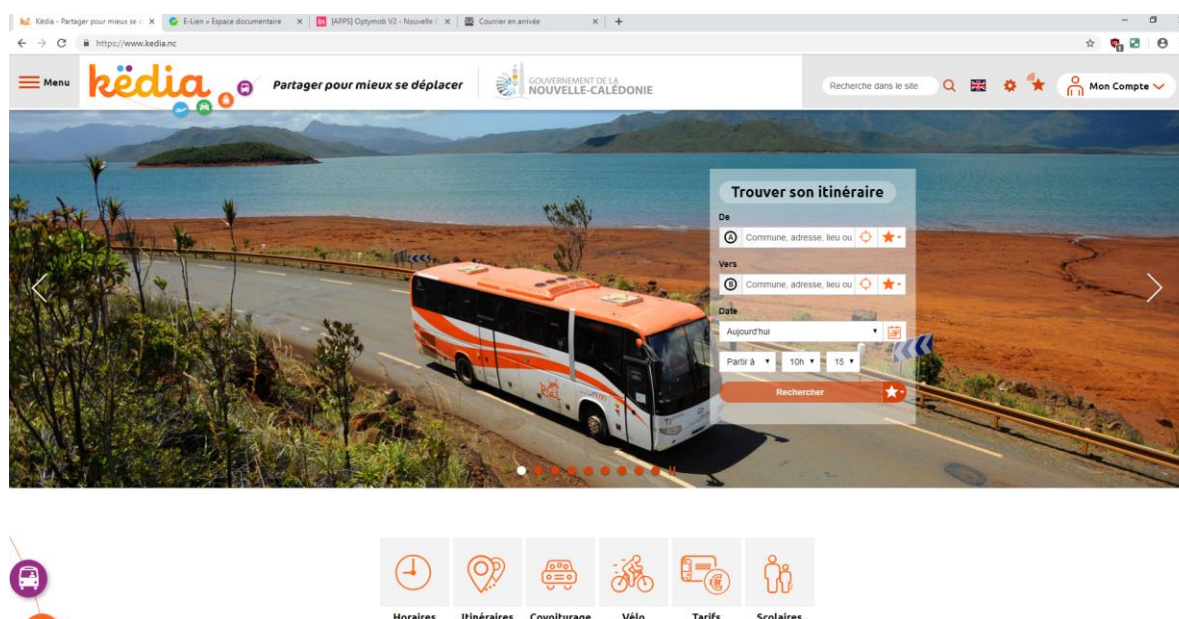 Këdia - Partager pour mieux se d
E-Lien » Espace documentaire
[APPS] Optymob V2 - Nouvelle C
Courrier en arrivée
https://www.kedia.nc
Menu
këdia
Partager pour mieux se déplacer
GOUVERNEMENT DE LA
NOUVELLE-CALÉDONIE
Recherche dans le site
Mon Compte
Trouver son itinéraire
De
A
Commune, adresse, lieu ou
Vers
B
Commune, adresse, lieu ou
Date
Aujourd'hui
Partir à 10h 15
Rechercher
Horaires Itinéraires Covoiturage Vélo Tarifs Scolaires